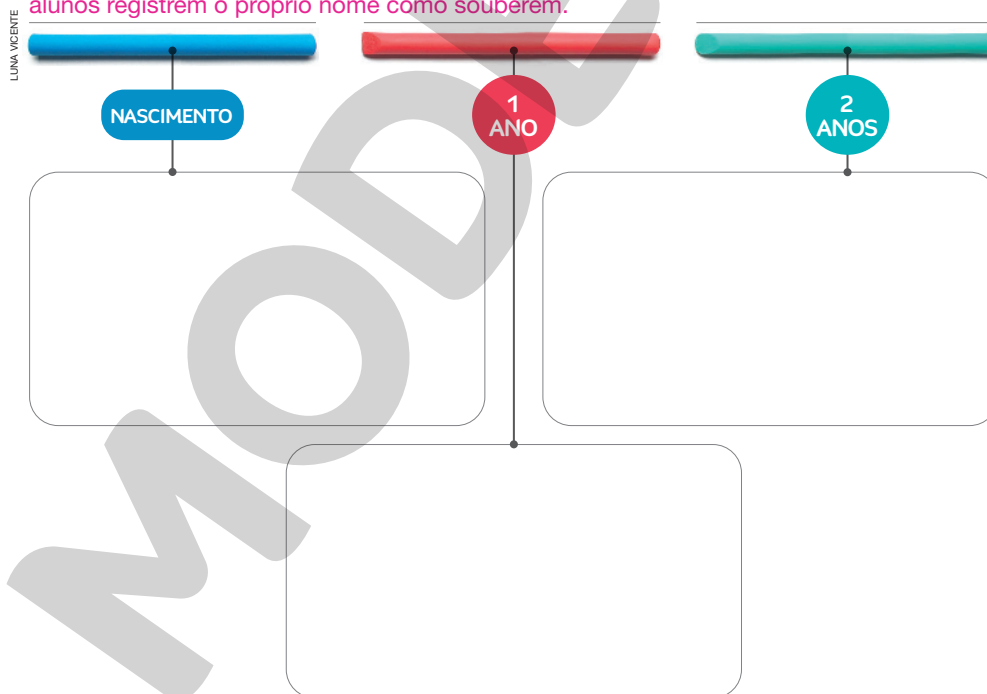 alunos registrem o próprio nome como souberem.
LUNA VICENTE
NASCIMENTO
1
ANO
2
ANOS
MODE